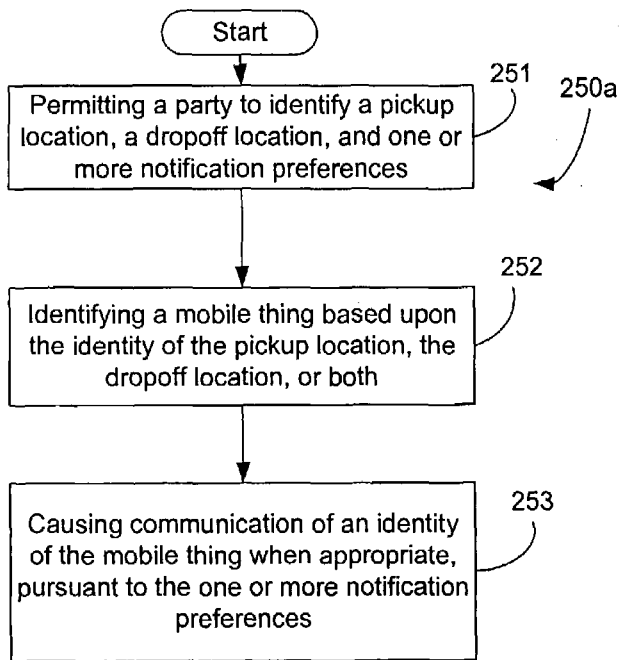 Start
251
250a
Permitting a party to identify a pickup
location, a dropoff location, and one or
more notification preferences
252
Identifying a mobile thing based upon
the identity of the pickup location, the
dropoff location, or both
253
Causing communication of an identity
of the mobile thing when appropriate,
pursuant to the one or more notification
preferences